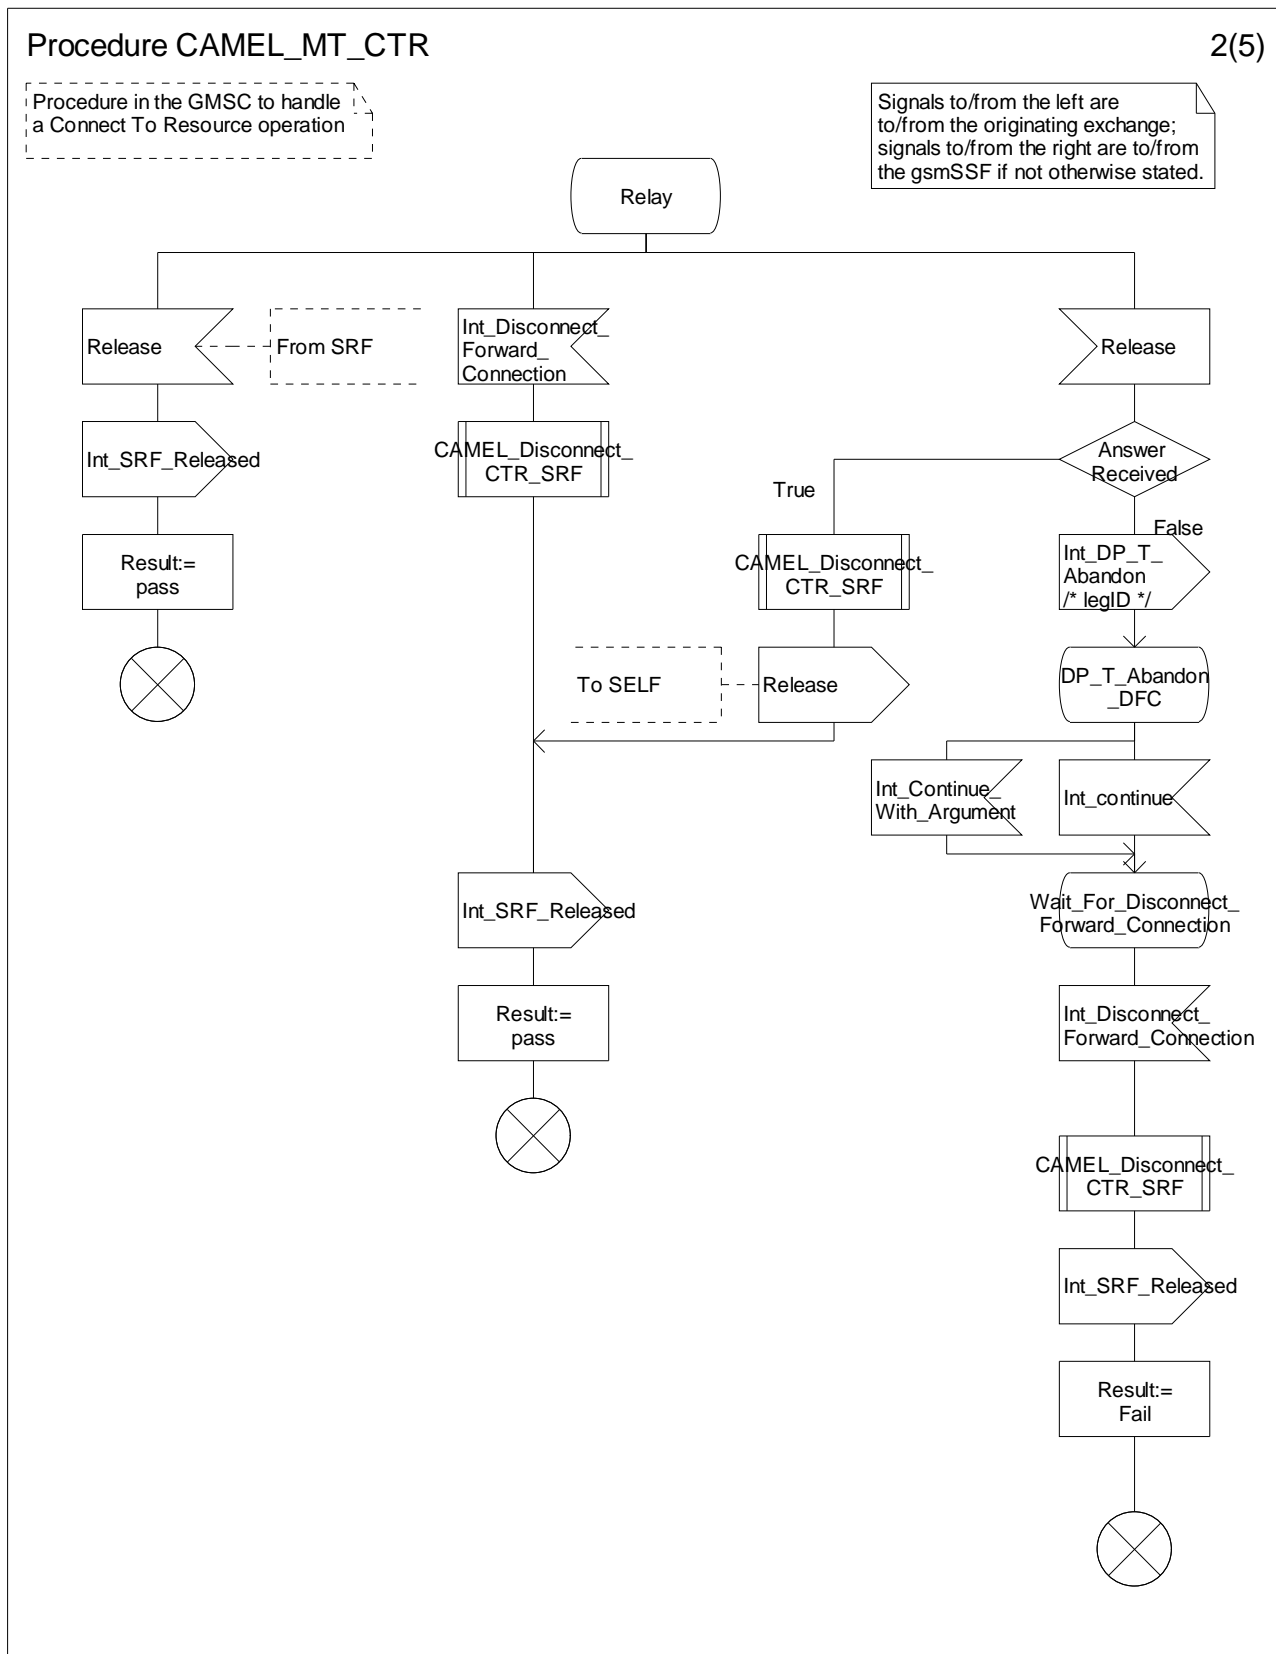 Procedure CAMEL_MT_CTR
2(5)
Procedure in the GMSC to handle
a Connect To Resource operation
Signals to/from the left are
to/from the originating exchange;
signals to/from the right are to/from
the gsmSSF if not otherwise stated.
Relay
Release
From SRF
Int_Disconnect_
Forward_
Connection
Release
Int_SRF_Released
CAMEL_Disconnect_
CTR_SRF
Answer
Received
True
False
Result:=
pass
CAMEL_Disconnect_
CTR_SRF
Int_DP_T_
Abandon
/* legID */
To SELF
Release
DP_T_Abandon
_DFC
Int_Continue_
With_Argument
Int_continue
Int_SRF_Released
Wait_For_Disconnect_
Forward_Connection
Result:=
pass
Int_Disconnect_
Forward_Connection
CAMEL_Disconnect_
CTR_SRF
Int_SRF_Released
Result:=
Fail